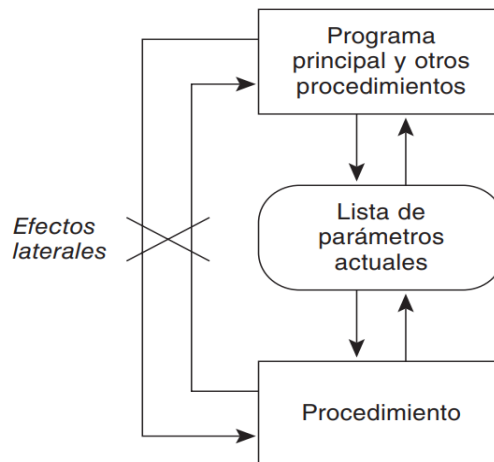 Programa
principal y otros
procedimientos
Efectos
laterales
Lista de
parámetros
actuales
Procedimiento